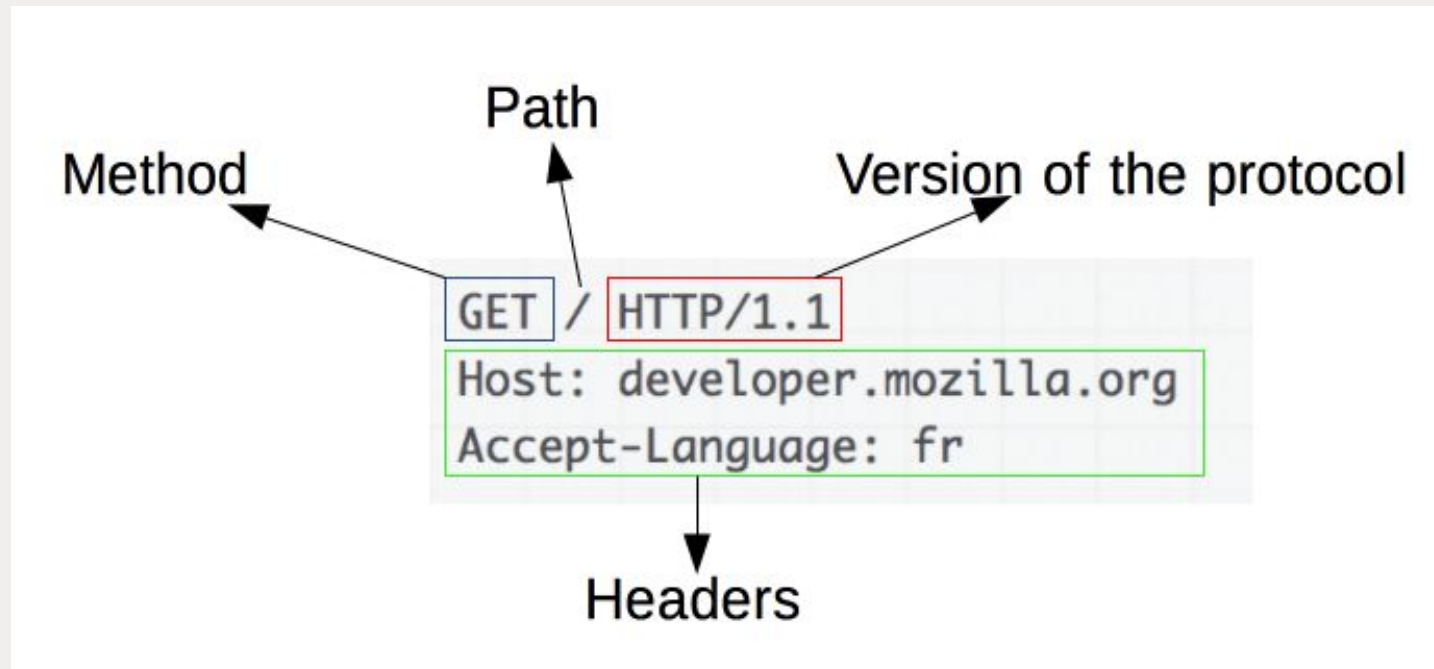 Path
Method
Version of the protocol
GET / HTTP/1.1
Host: developer.mozilla.org
Accept-Language: fr
Headers